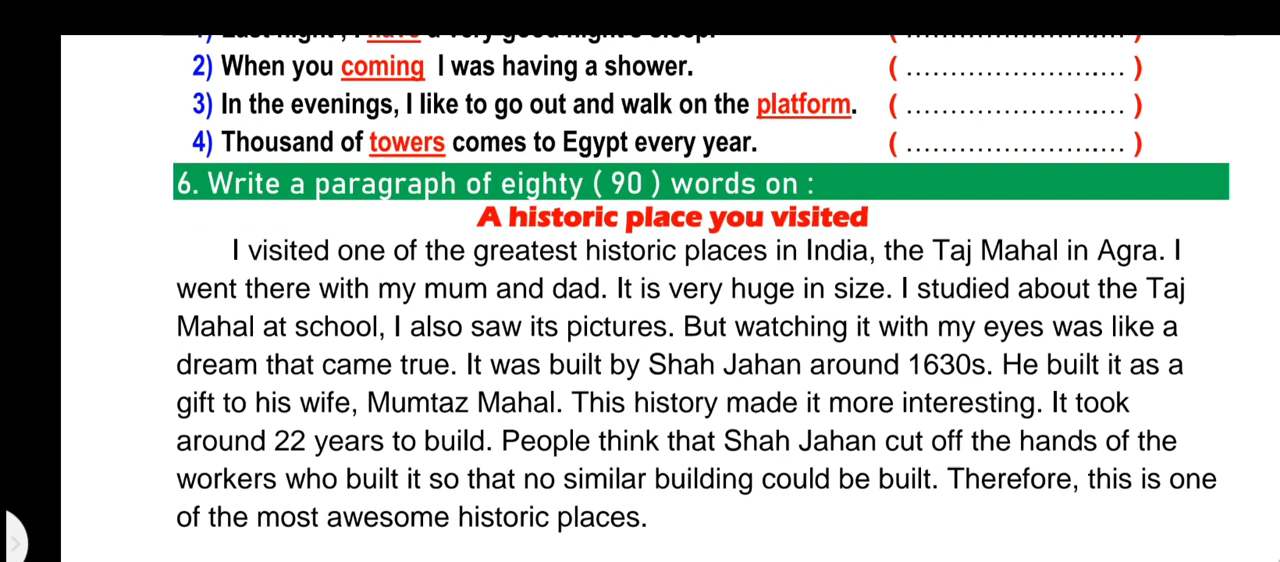 2) When you coming I was having a shower. ( ............................ )
3) In the evenings, I like to go out and walk on the platform. ( ............................ )
4) Thousand of towers comes to Egypt every year. ( ............................ )
6. Write a paragraph of eighty ( 90 ) words on :
A historic place you visited
I visited one of the greatest historic places in India, the Taj Mahal in Agra. I
went there with my mum and dad. It is very huge in size. I studied about the Taj
Mahal at school, I also saw its pictures. But watching it with my eyes was like a
dream that came true. It was built by Shah Jahan around 1630s. He built it as a
gift to his wife, Mumtaz Mahal. This history made it more interesting. It took
around 22 years to build. People think that Shah Jahan cut off the hands of the
workers who built it so that no similar building could be built. Therefore, this is one
of the most awesome historic places.